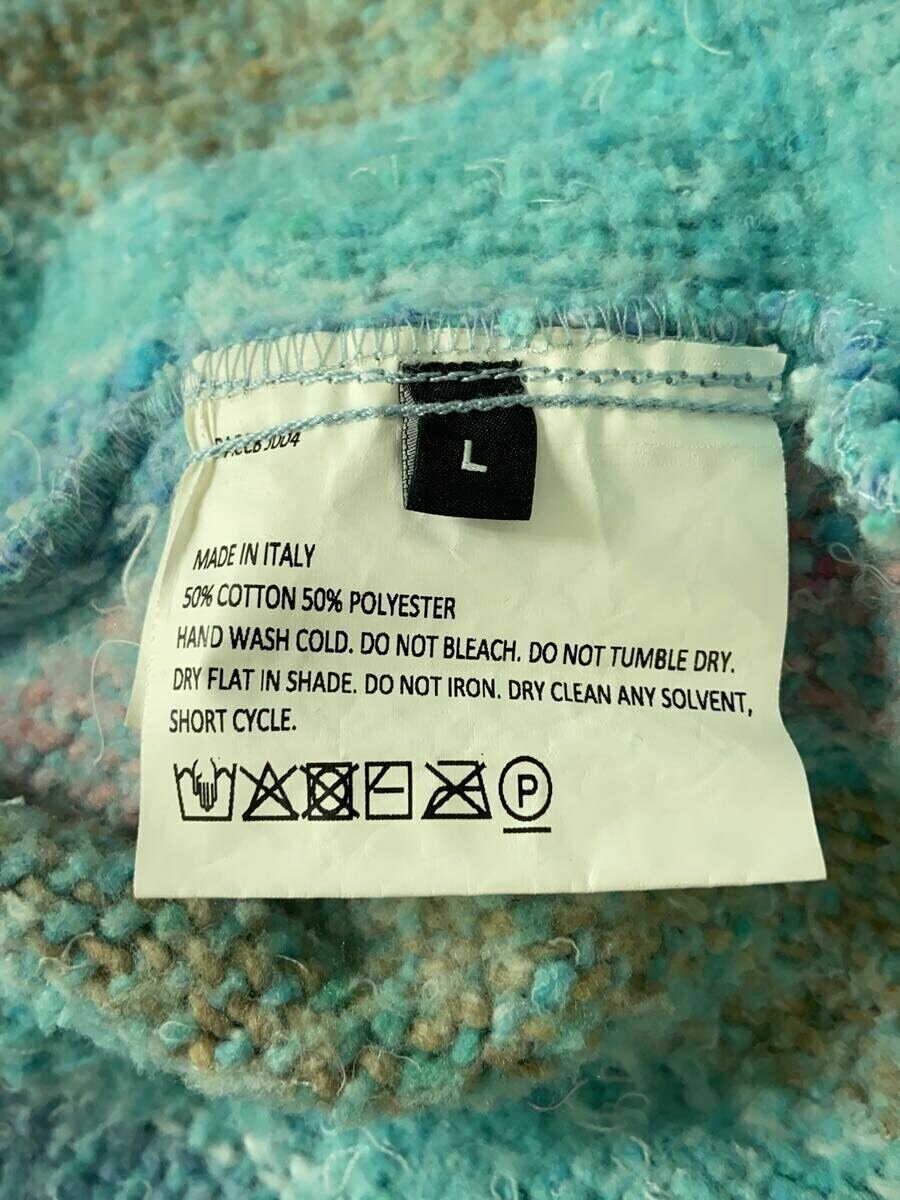 L
MADE IN ITALY
50% COTTON 50% POLYESTER
HAND WASH COLD. DO NOT BLEACH. DO NOT TUMBLE DRY.
DRY FLAT IN SHADE. DO NOT IRON. DRY CLEAN ANY SOLVENT,
SHORT CYCLE.
P